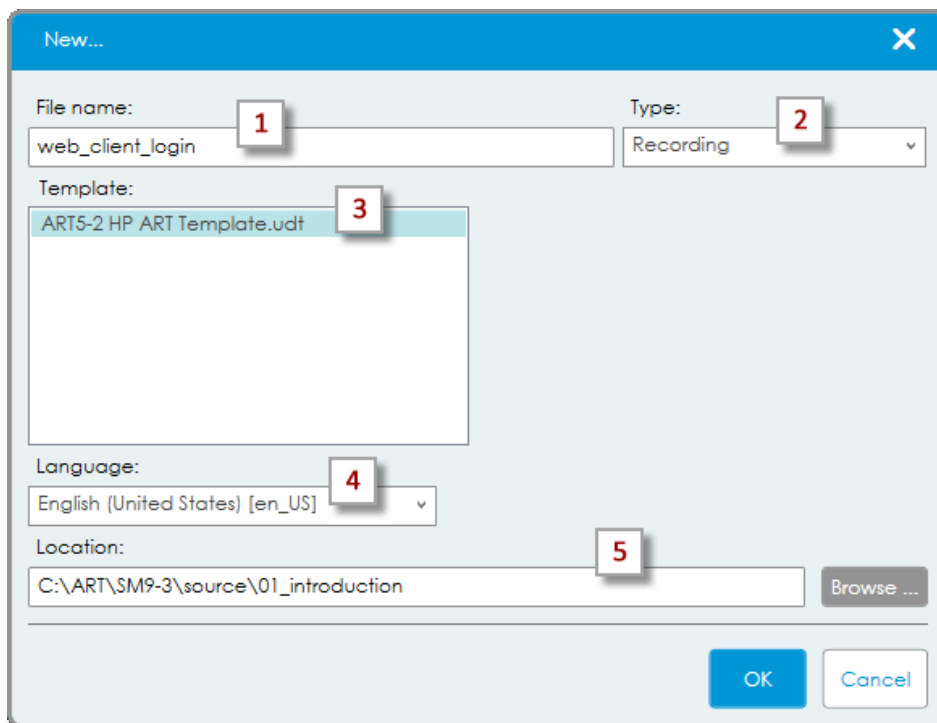 New...
File name:
1
Type:
2
web_client_login
Recording
Template:
3
ART5-2 HP ART Template.udt
Language:
4
English (United States) [en_US]
Location:
5
C:\ART\SM9-3\source\01_introduction
Browse ...
OK
Cancel